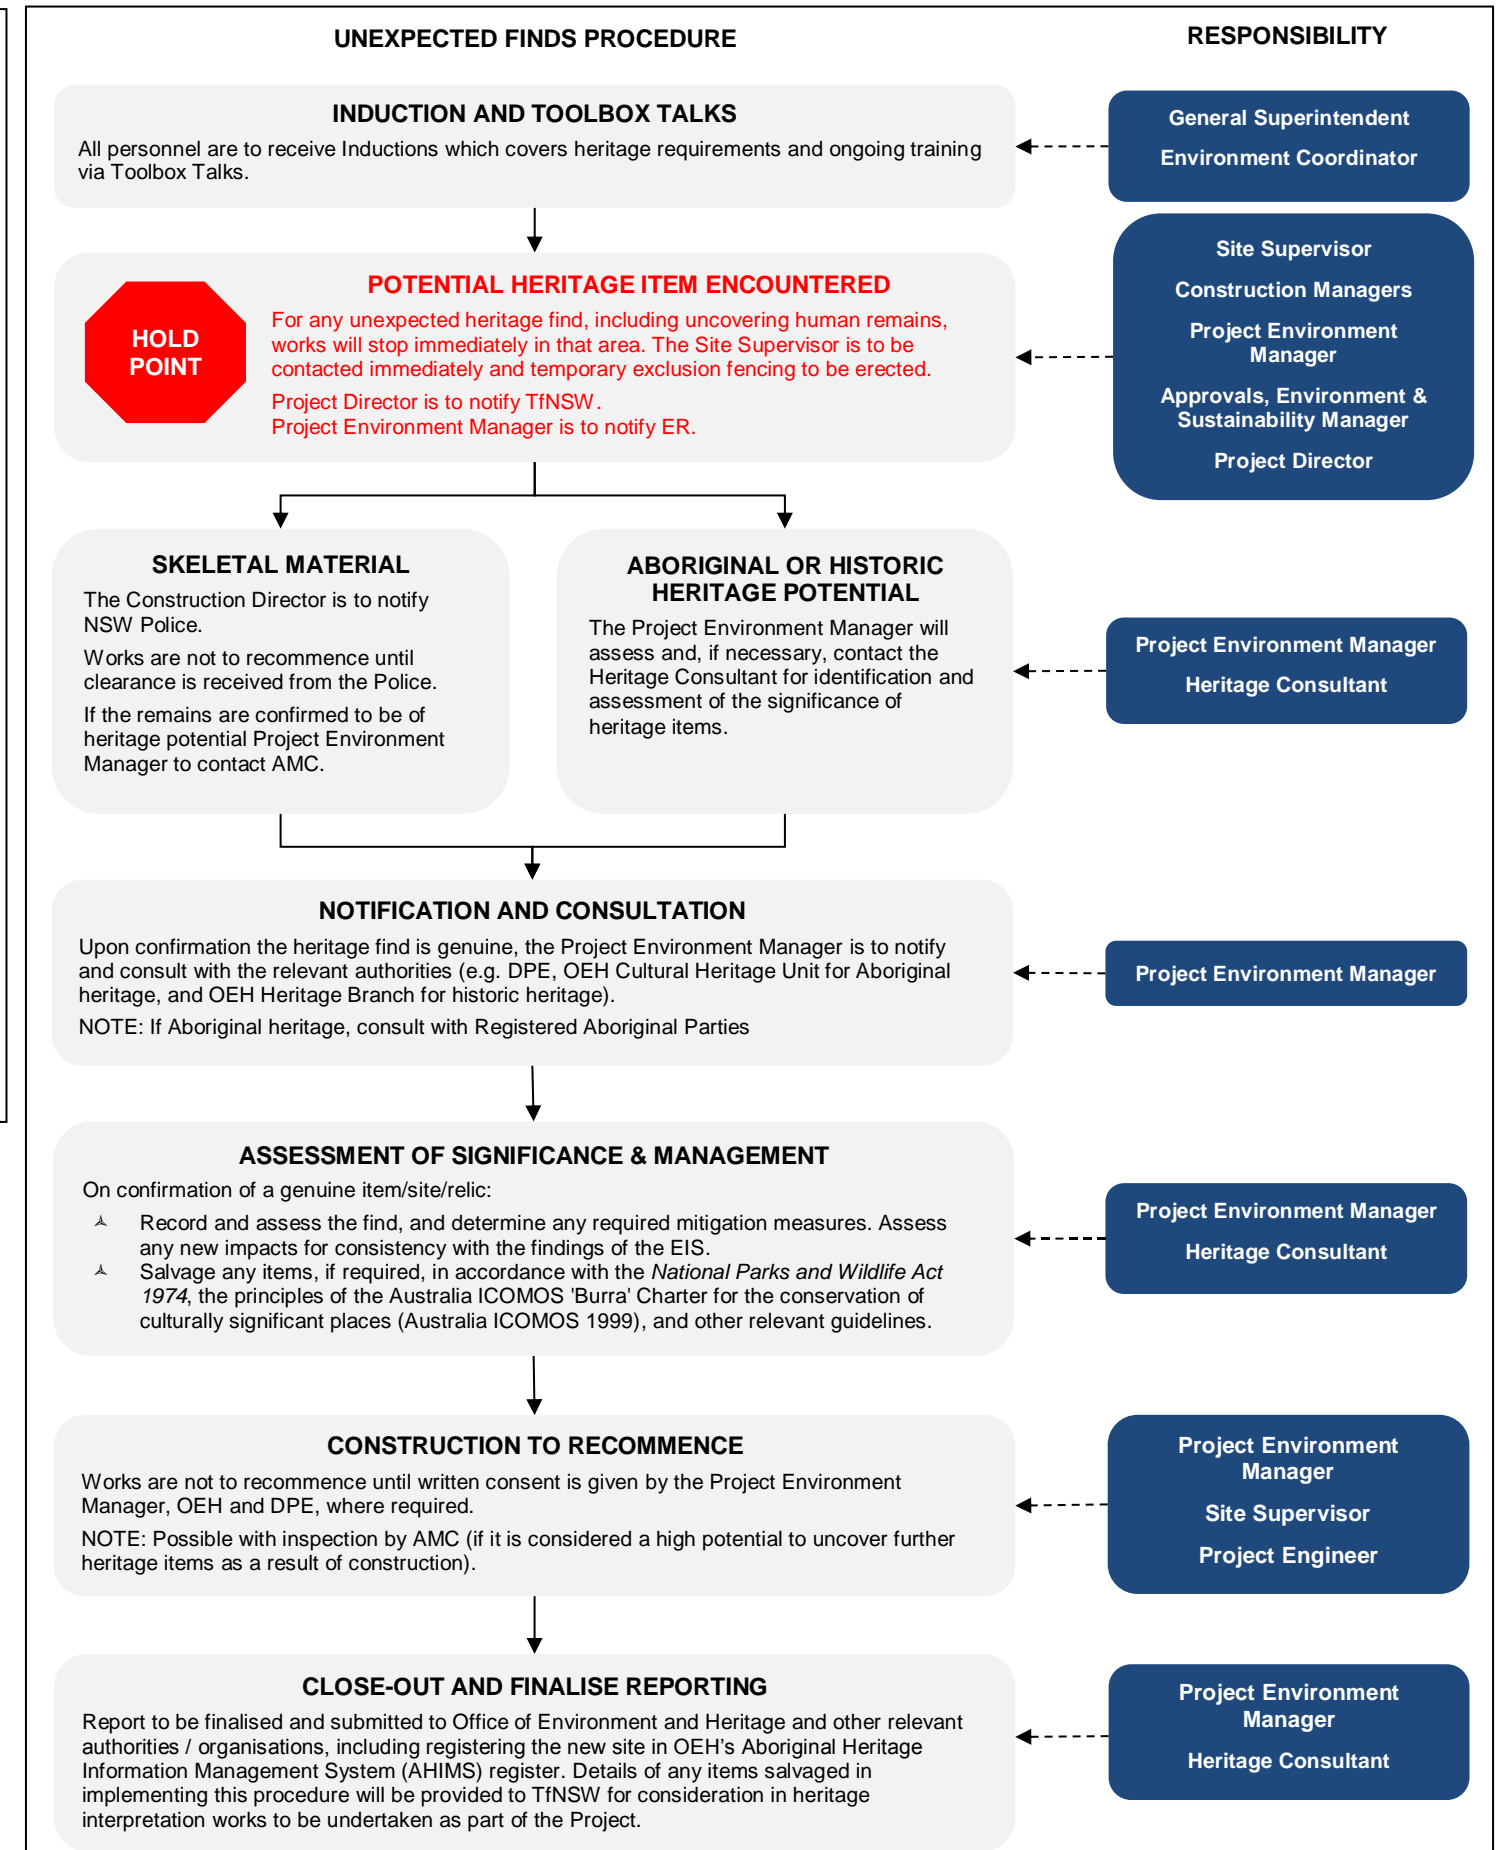 UNEXPECTED FINDS PROCEDURE
RESPONSIBILITY
INDUCTION AND TOOLBOX TALKS
All personnel are to receive Inductions which covers heritage requirements and ongoing training
via Toolbox Talks.
General Superintendent
Environment Coordinator
HOLD
POINT
POTENTIAL HERITAGE ITEM ENCOUNTERED
For any unexpected heritage find, including uncovering human remains,
works will stop immediately in that area. The Site Supervisor is to be
contacted immediately and temporary exclusion fencing to be erected.
Project Director is to notify TfNSW.
Project Environment Manager is to notify ER.
Site Supervisor
Construction Managers
Project Environment
Manager
Approvals, Environment &
Sustainability Manager
Project Director
SKELETAL MATERIAL
The Construction Director is to notify
NSW Police.
Works are not to recommence until
clearance is received from the Police.
If the remains are confirmed to be of
heritage potential Project Environment
Manager to contact AMC.
ABORIGINAL OR HISTORIC
HERITAGE POTENTIAL
The Project Environment Manager will
assess and, if necessary, contact the
Heritage Consultant for identification and
assessment of the significance of
heritage items.
Project Environment Manager
Heritage Consultant
NOTIFICATION AND CONSULTATION
Upon confirmation the heritage find is genuine, the Project Environment Manager is to notify
and consult with the relevant authorities (e.g. DPE, OEH Cultural Heritage Unit for Aboriginal
heritage, and OEH Heritage Branch for historic heritage).
NOTE: If Aboriginal heritage, consult with Registered Aboriginal Parties
Project Environment Manager
ASSESSMENT OF SIGNIFICANCE & MANAGEMENT
On confirmation of a genuine item/site/relic:
Record and assess the find, and determine any required mitigation measures. Assess
any new impacts for consistency with the findings of the EIS.
Salvage any items, if required, in accordance with the National Parks and Wildlife Act
1974, the principles of the Australia ICOMOS 'Burra' Charter for the conservation of
culturally significant places (Australia ICOMOS 1999), and other relevant guidelines.
Project Environment Manager
Heritage Consultant
CONSTRUCTION TO RECOMMENCE
Works are not to recommence until written consent is given by the Project Environment
Manager, OEH and DPE, where required.
NOTE: Possible with inspection by AMC (if it is considered a high potential to uncover further
heritage items as a result of construction).
Project Environment
Manager
Site Supervisor
Project Engineer
CLOSE-OUT AND FINALISE REPORTING
Report to be finalised and submitted to Office of Environment and Heritage and other relevant
authorities / organisations, including registering the new site in OEH's Aboriginal Heritage
Information Management System (AHIMS) register. Details of any items salvaged in
implementing this procedure will be provided to TfNSW for consideration in heritage
interpretation works to be undertaken as part of the Project.
Project Environment
Manager
Heritage Consultant